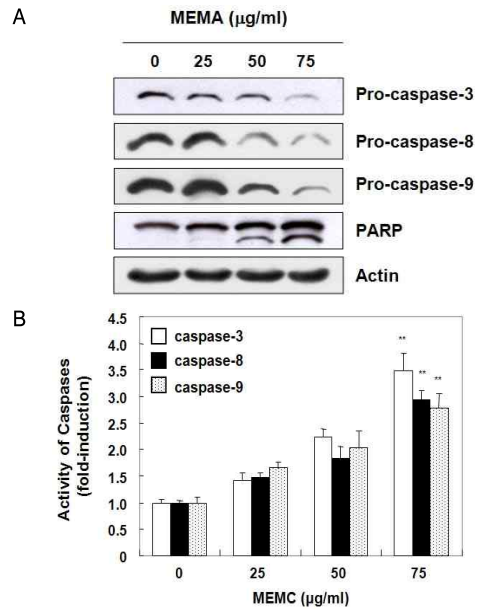 A
MEMA (µg/ml)
0 25 50 75
Pro-caspase-3
Pro-caspase-8
Pro-caspase-9
PARP
Actin
B
Activity of Caspases
(fold-induction)
4.5
4.0
3.5
3.0
2.5
2.0
1.5
1.0
0.5
0
caspase-3
caspase-8
caspase-9
**
**
**
0 25 50 75
MEMC (µg/ml)